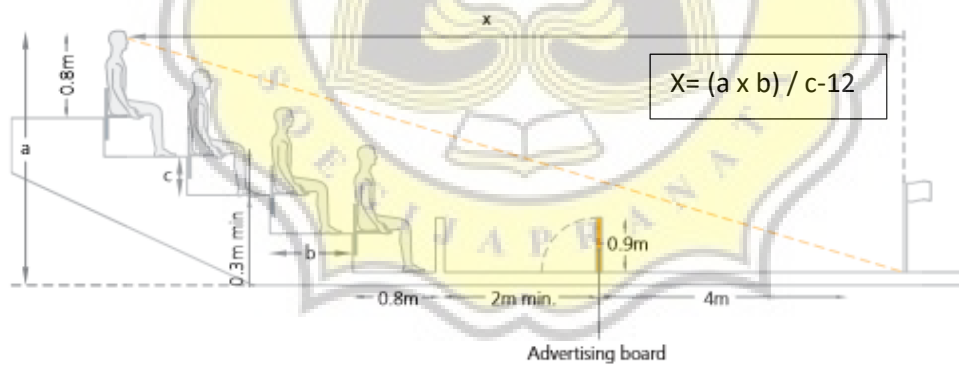 x
0.8m
X= (a x b) / c-12
a
c
0.3m min
b
0.9m
0.8m
2m min.
4m
Advertising board
S O E G I J A P R A N A T A